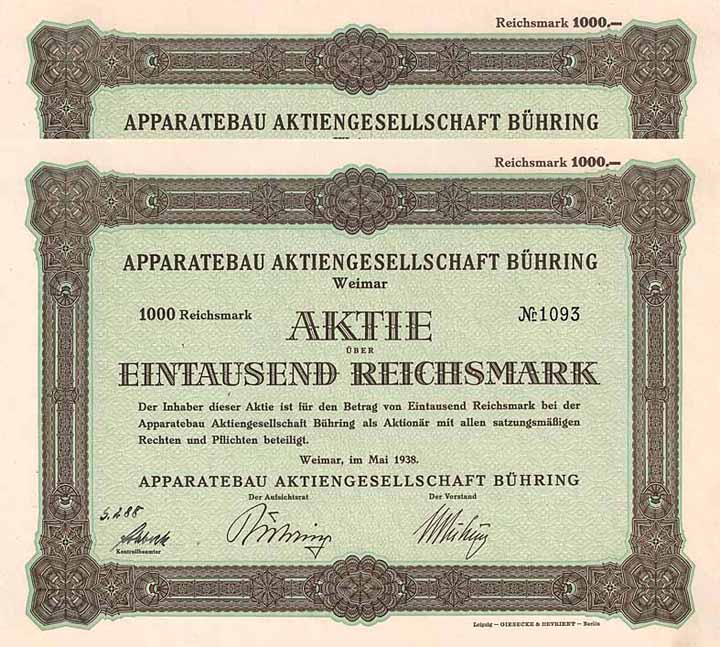 Reichsmark 1000.—
APPARATEBAU AKTIENGESELLSCHAFT BÜHRING
Reichsmark 1000.—
APPARATEBAU AKTIENGESELLSCHAFT BÜHRING
Weimar
1000 Reichsmark
AKTIE
№ 1093
ÜBER
EINTAUSEND REICHSMARK
Der Inhaber dieser Aktie ist für den Betrag von Eintausend Reichsmark bei der
Apparatebau Aktiengesellschaft Bühring als Aktionär mit allen satzungsmäßigen
Rechten und Pflichten beteiligt.
Weimar, im Mai 1938.
APPARATEBAU AKTIENGESELLSCHAFT BÜHRING
Der Aufsichtsrat
Der Vorstand
Bühring
Kontrollbeamter
Leipzig — GIESECKE & DEVRIENT — Berlin